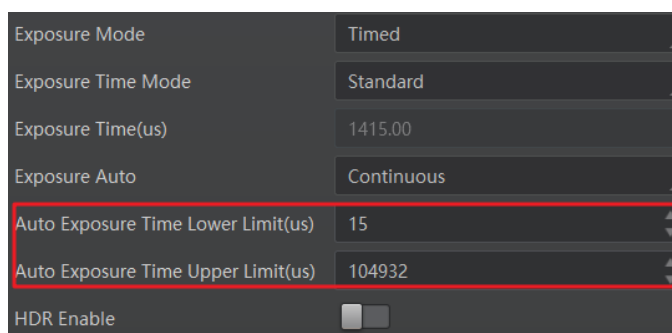 Exposure Mode Timed
Exposure Time Mode Standard
Exposure Time(us) 1415.00
Exposure Auto Continuous
Auto Exposure Time Lower Limit(us) 15
Auto Exposure Time Upper Limit(us) 104932
HDR Enable